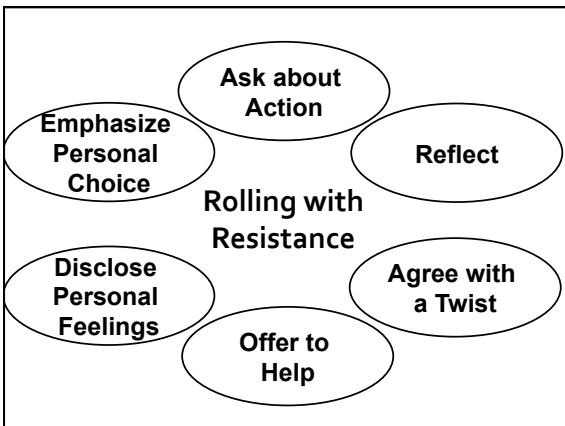 Ask about
Action
Emphasize
Personal
Choice
Reflect
Rolling with
Resistance
Disclose
Personal
Feelings
Agree with
a Twist
Offer to
Help